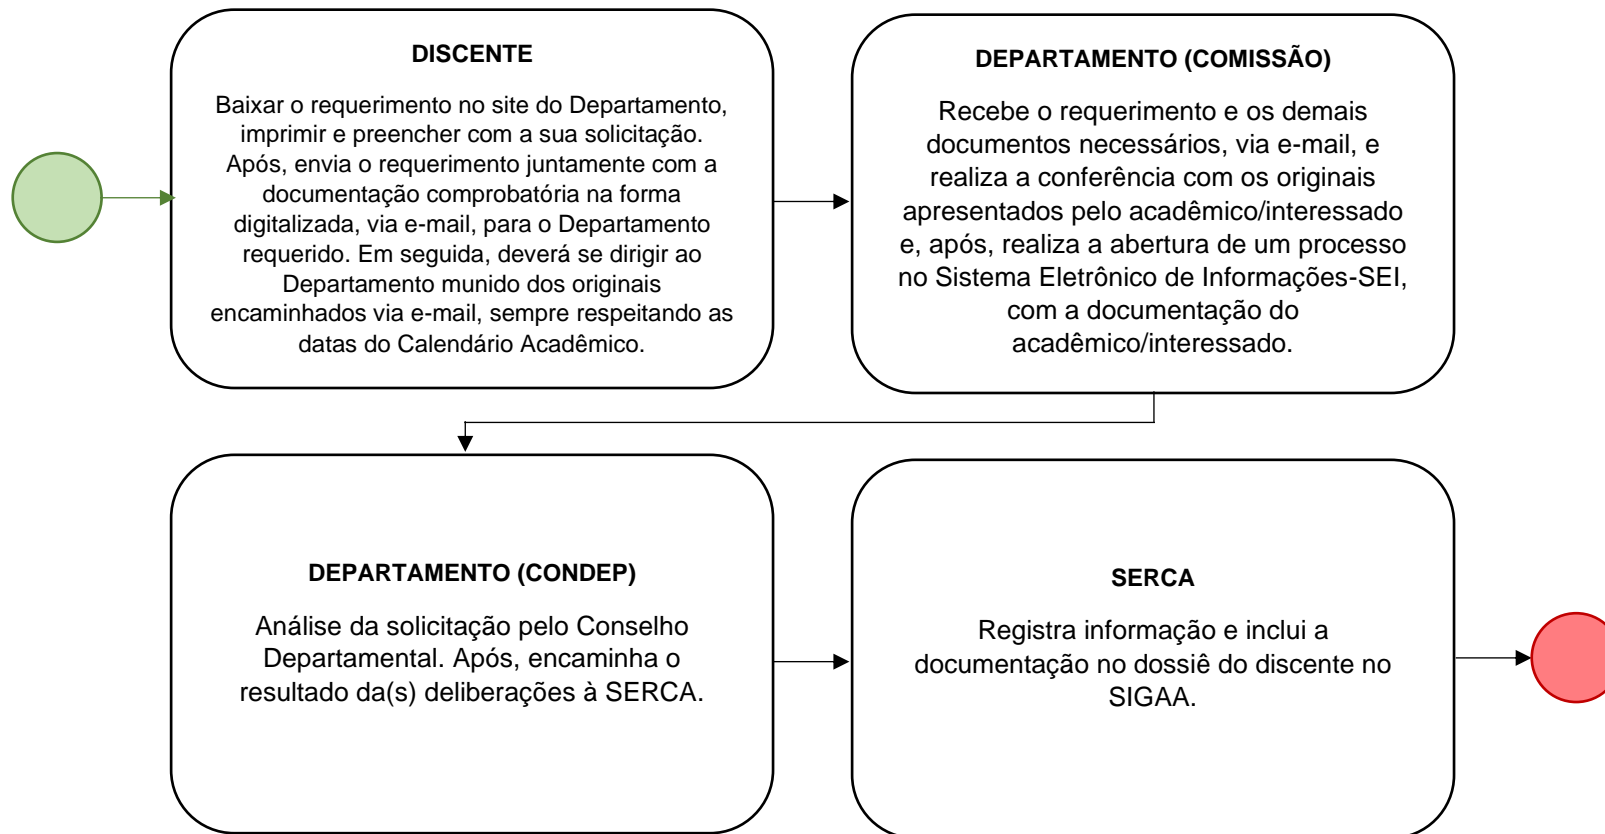 DISCENTE
Baixar o requerimento no site do Departamento,
imprimir e preencher com a sua solicitação.
Após, envia o requerimento juntamente com a
documentação comprobatória na forma
digitalizada, via e-mail, para o Departamento
requerido. Em seguida, deverá se dirigir ao
Departamento munido dos originais
encaminhados via e-mail, sempre respeitando as
datas do Calendário Acadêmico.
DEPARTAMENTO (COMISSÃO)
Recebe o requerimento e os demais
documentos necessários, via e-mail, e
realiza a conferência com os originais
apresentados pelo acadêmico/interessado
e, após, realiza a abertura de um processo
no Sistema Eletrônico de Informações-SEI,
com a documentação do
acadêmico/interessado.
DEPARTAMENTO (CONDEP)
Análise da solicitação pelo Conselho
Departamental. Após, encaminha o
resultado da(s) deliberações à SERCA.
SERCA
Registra informação e inclui a
documentação no dossiê do discente no
SIGAA.